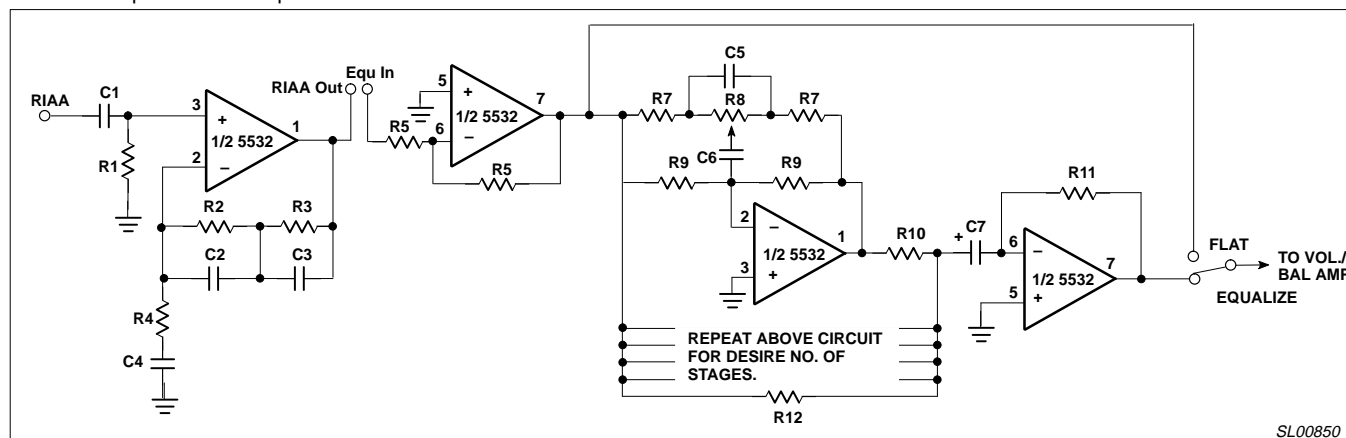 RIAA
C1
R1
3
+
1/2 5532
2
−
1
R2
R3
C2
C3
R4
C4
RIAA Out
Equ In
R5
5
+
1/2 5532
6
−
7
R5
C5
R7
R8
R7
C6
R9
R9
2
−
1/2 5532
3
+
1
R10
+
C7
R11
6
−
1/2 5532
5
+
7
FLAT
EQUALIZE
TO VOL./
BAL AMP
REPEAT ABOVE CIRCUIT
FOR DESIRE NO. OF
STAGES.
R12
SL00850